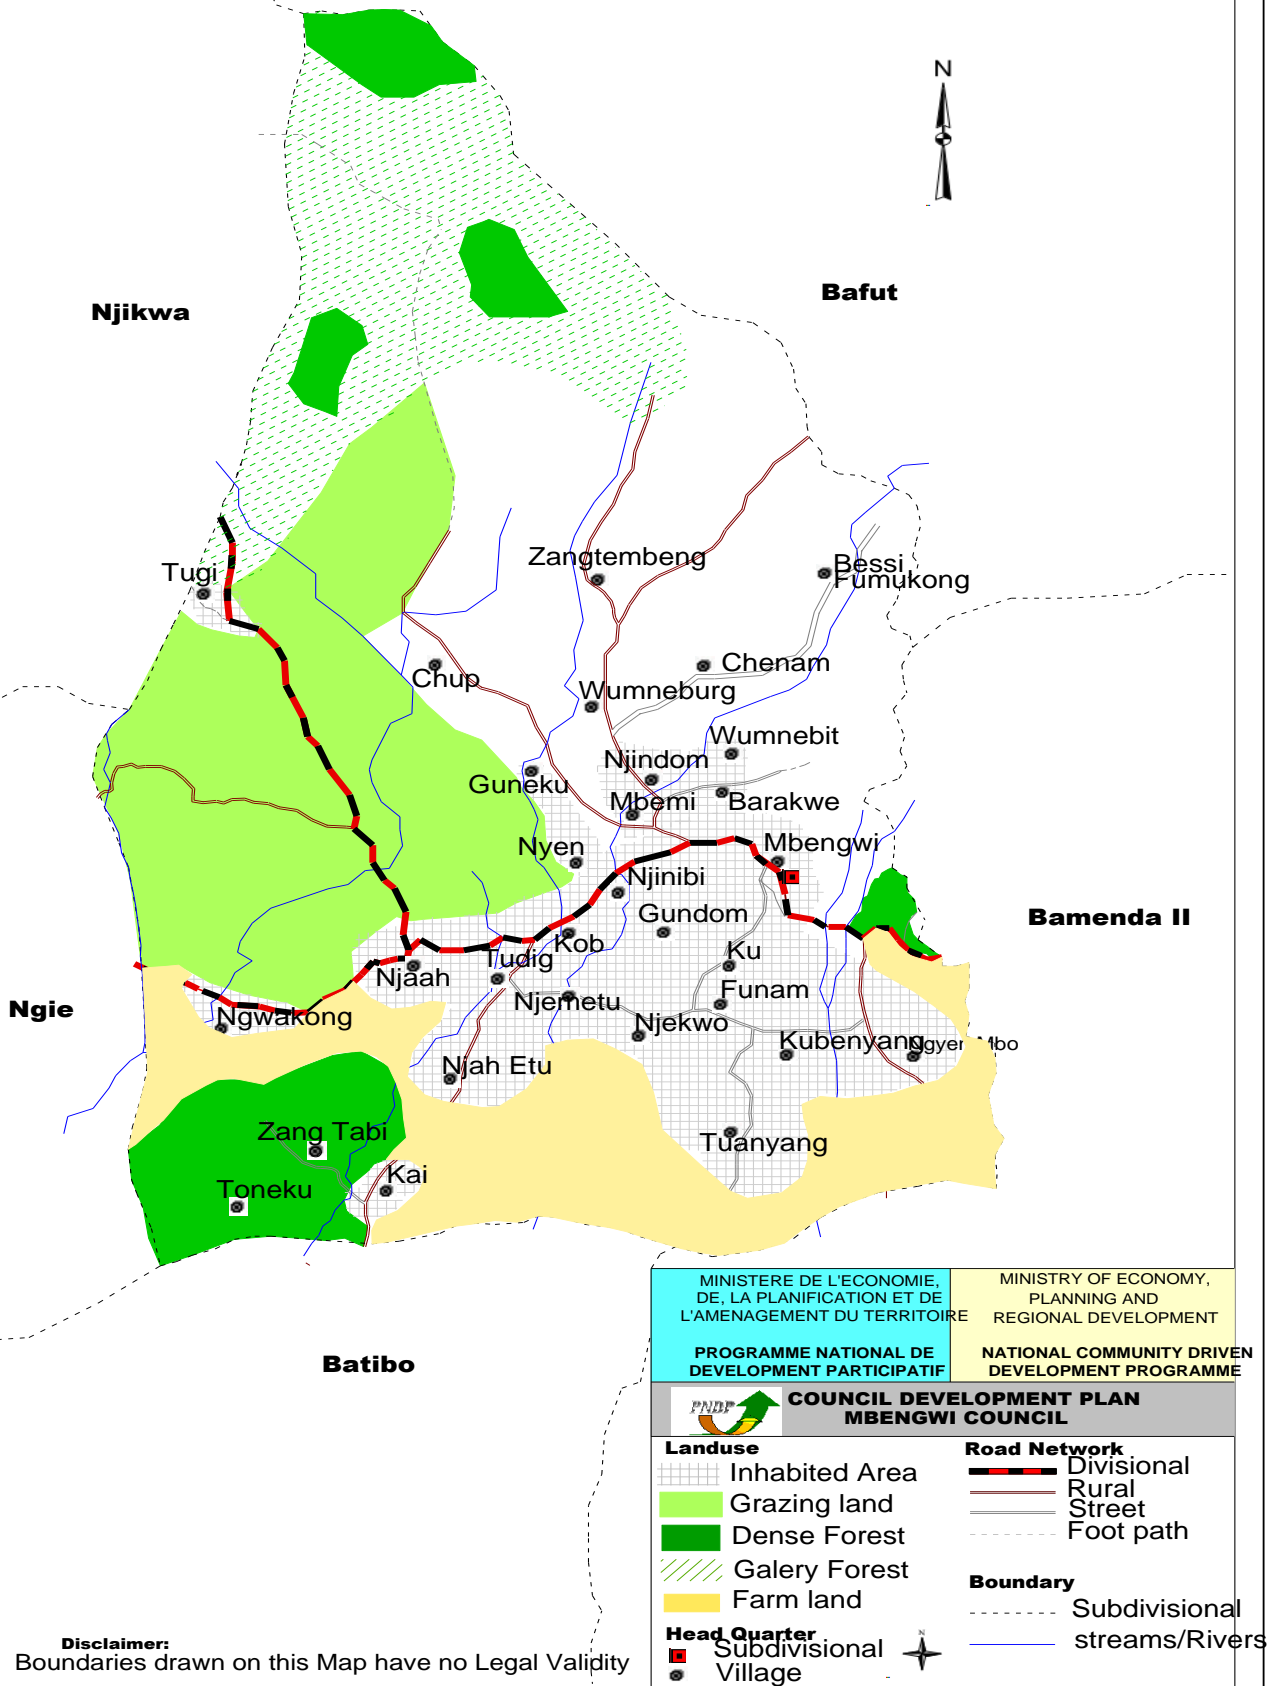 N
Njikwa
Bafut
Tugi
Zangtembeng
Bessi
Fumukong
Chup
Chenam
Wumneburg
Wumnebit
Njindom
Guneku
Mbemi
Barakwe
Nyen
Mbengwi
Njinibi
Gundom
Bamenda II
Kob
Ku
Njaah
Tudig
Njemetu
Funam
Ngie
Ngwakong
Njekwo
Kubenyang
Njah Etu
Zang Tabi
Tuanyang
Kai
Toneku
Batibo
MINISTERE DE L'ECONOMIE,
DE, LA PLANIFICATION ET DE
L'AMENAGEMENT DU TERRITOIRE
PROGRAMME NATIONAL DE
DEVELOPMENT PARTICIPATIF
MINISTRY OF ECONOMY,
PLANNING AND
REGIONAL DEVELOPMENT
NATIONAL COMMUNITY DRIVEN
DEVELOPMENT PROGRAMME
PNDP
COUNCIL DEVELOPMENT PLAN
MBENGWI COUNCIL
Landuse
Inhabited Area
Grazing land
Dense Forest
Galery Forest
Farm land
Head Quarter
Subdivisional
Village
Road Network
Divisional
Rural
Street
Foot path
Boundary
Subdivisional
streams/Rivers
N
Disclaimer:
Boundaries drawn on this Map have no Legal Validity